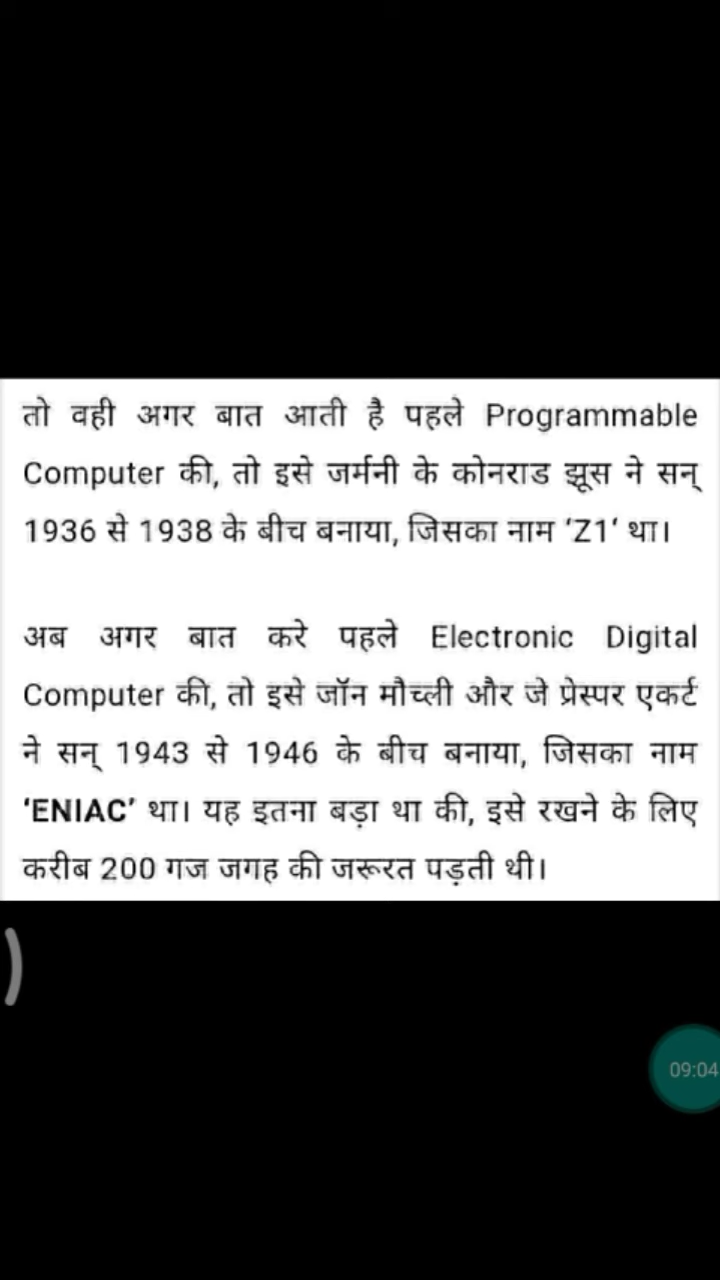 तो वही अगर बात आती है पहले Programmable
Computer की, तो इसे जर्मनी के कोनराड झूस ने सन्
1936 से 1938 के बीच बनाया, जिसका नाम ‘Z1‘ था।
अब अगर बात करे पहले Electronic Digital
Computer की, तो इसे जॉन मौच्ली और जे प्रेस्पर एकर्ट
ने सन् 1943 से 1946 के बीच बनाया, जिसका नाम
‘ENIAC’ था। यह इतना बड़ा था की, इसे रखने के लिए
करीब 200 गज जगह की जरूरत पड़ती थी।
09:04